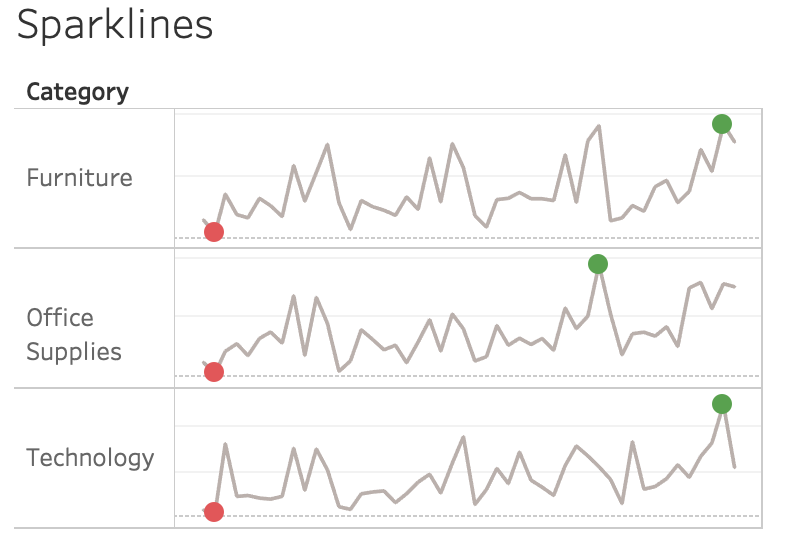 Sparklines
Category
Furniture
Office
Supplies
Technology